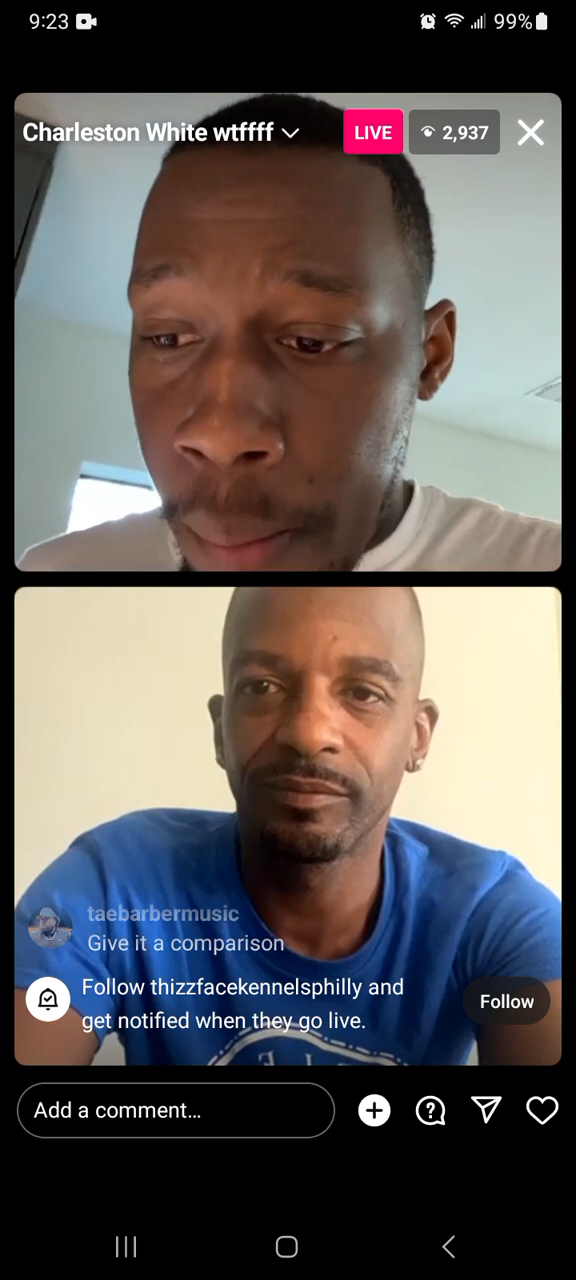 9:23
99%
Charleston White wtffff
LIVE
2,937
taebarbermusic
Give it a comparison
Follow thizzfacekennelsphilly and
get notified when they go live.
Follow
Add a comment…